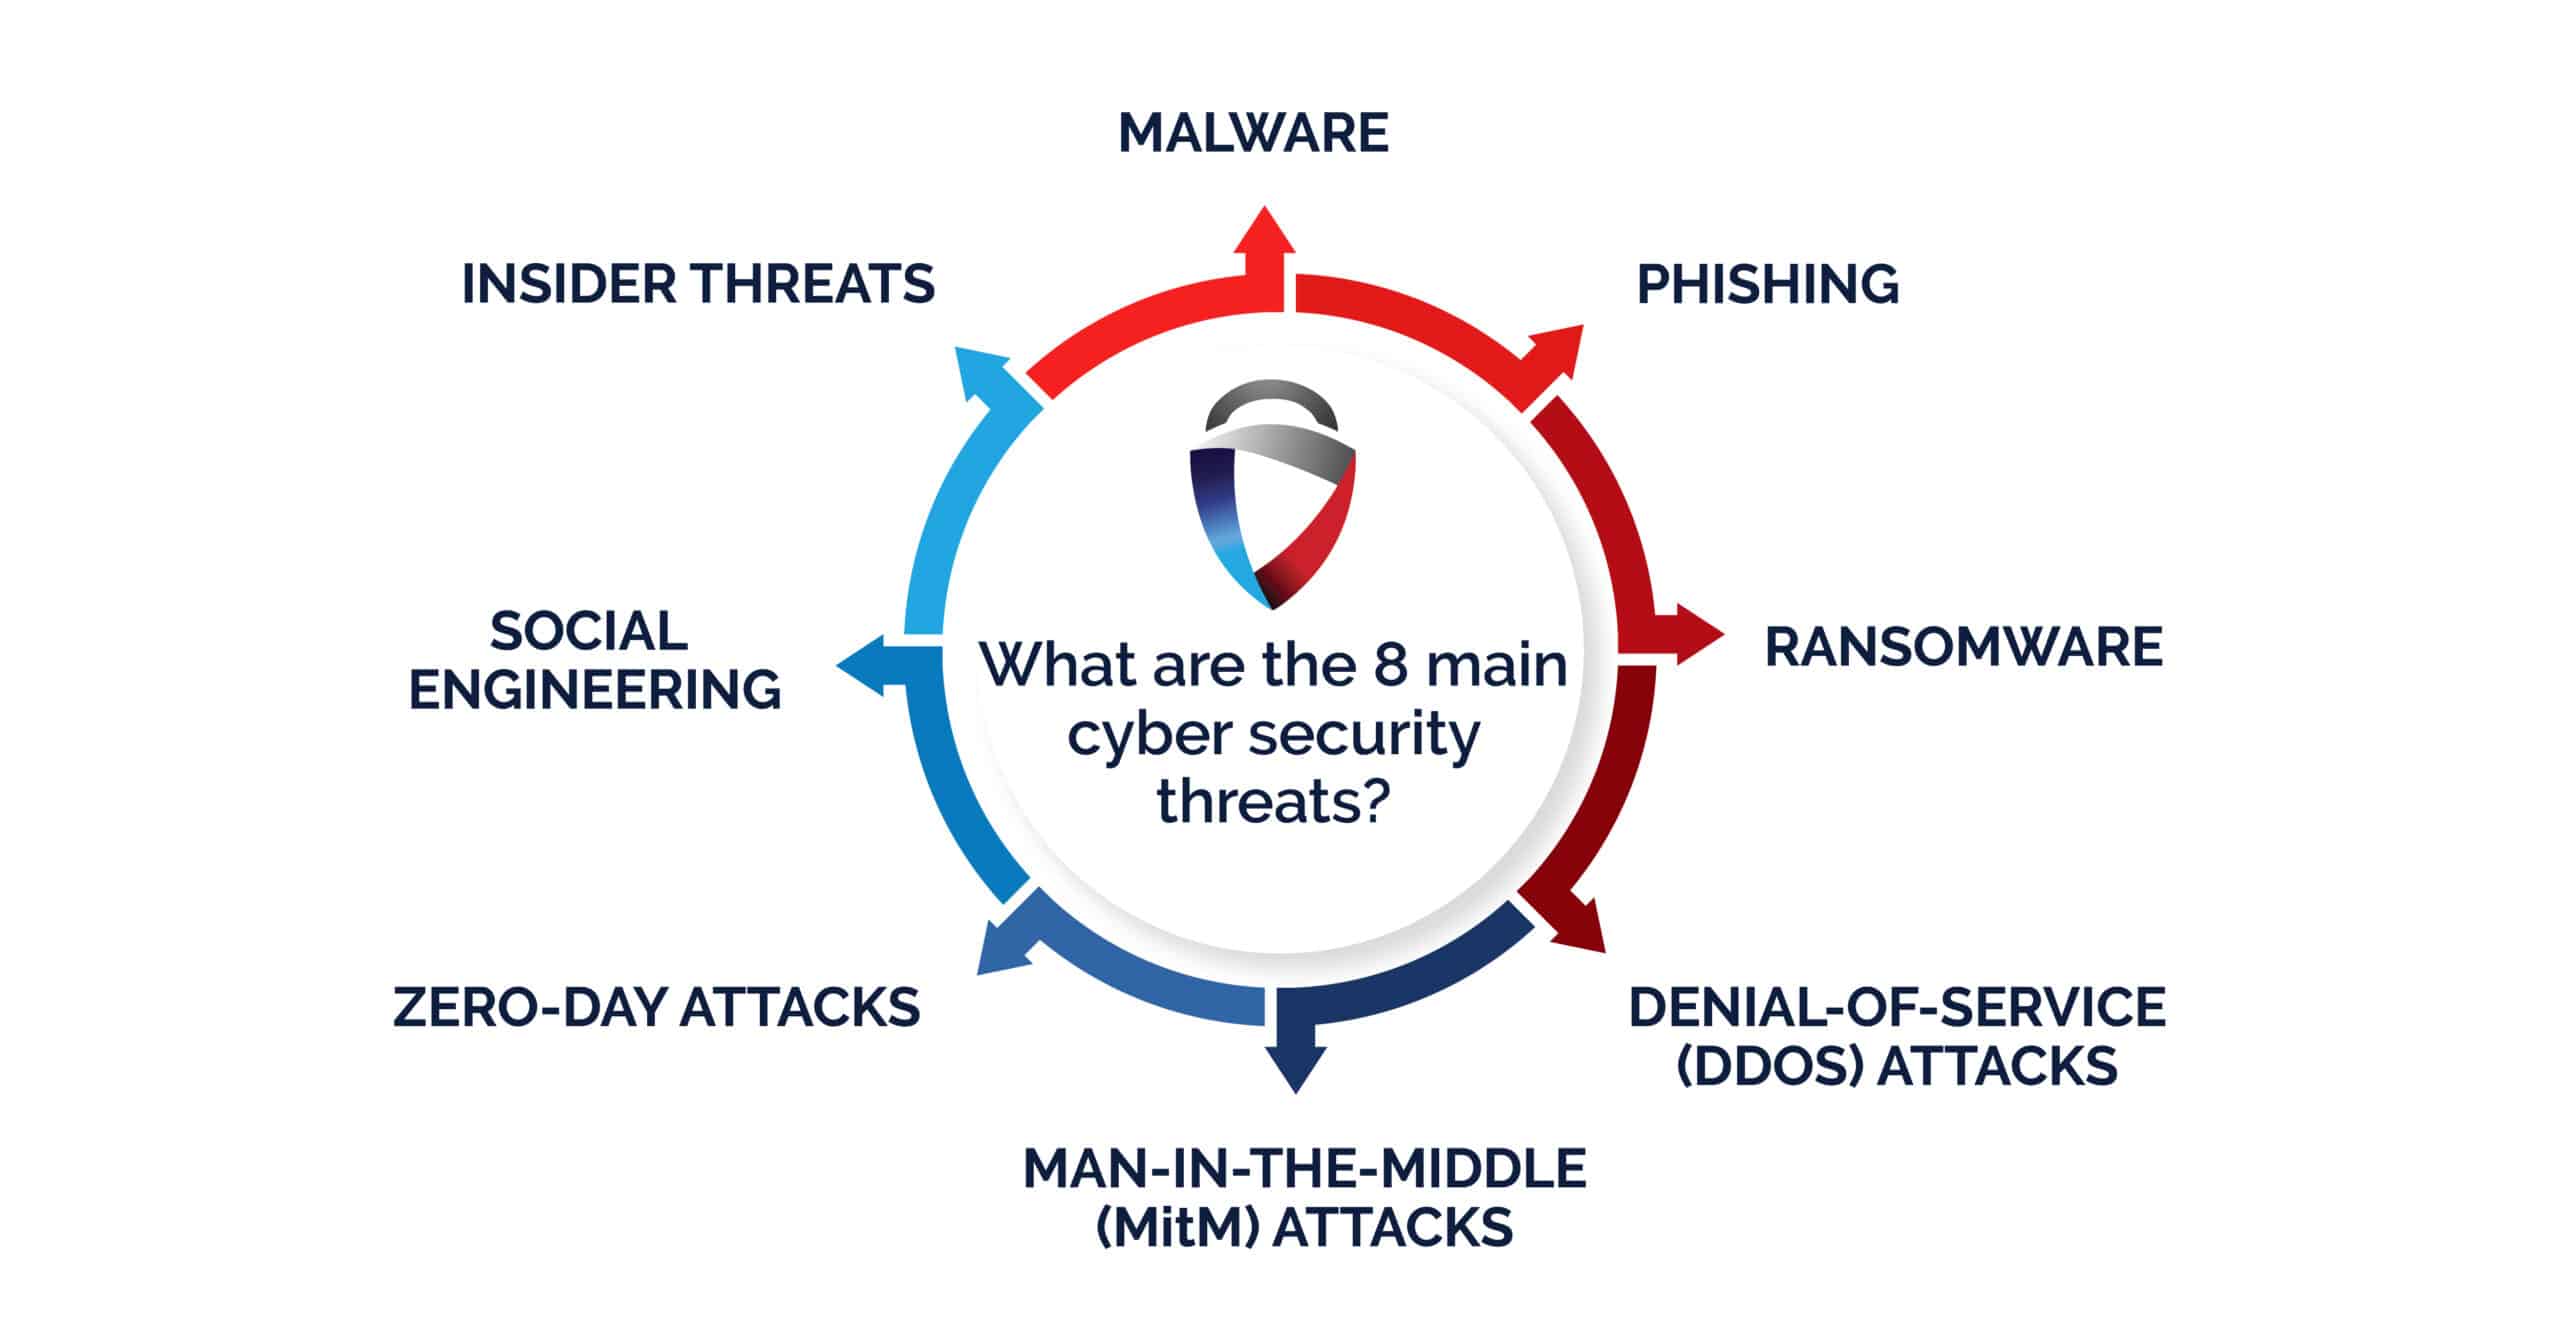 MALWARE
INSIDER THREATS
PHISHING
SOCIAL
ENGINEERING
What are the 8 main
cyber security
threats?
RANSOMWARE
ZERO-DAY ATTACKS
DENIAL-OF-SERVICE
(DDOS) ATTACKS
MAN-IN-THE-MIDDLE
(MitM) ATTACKS